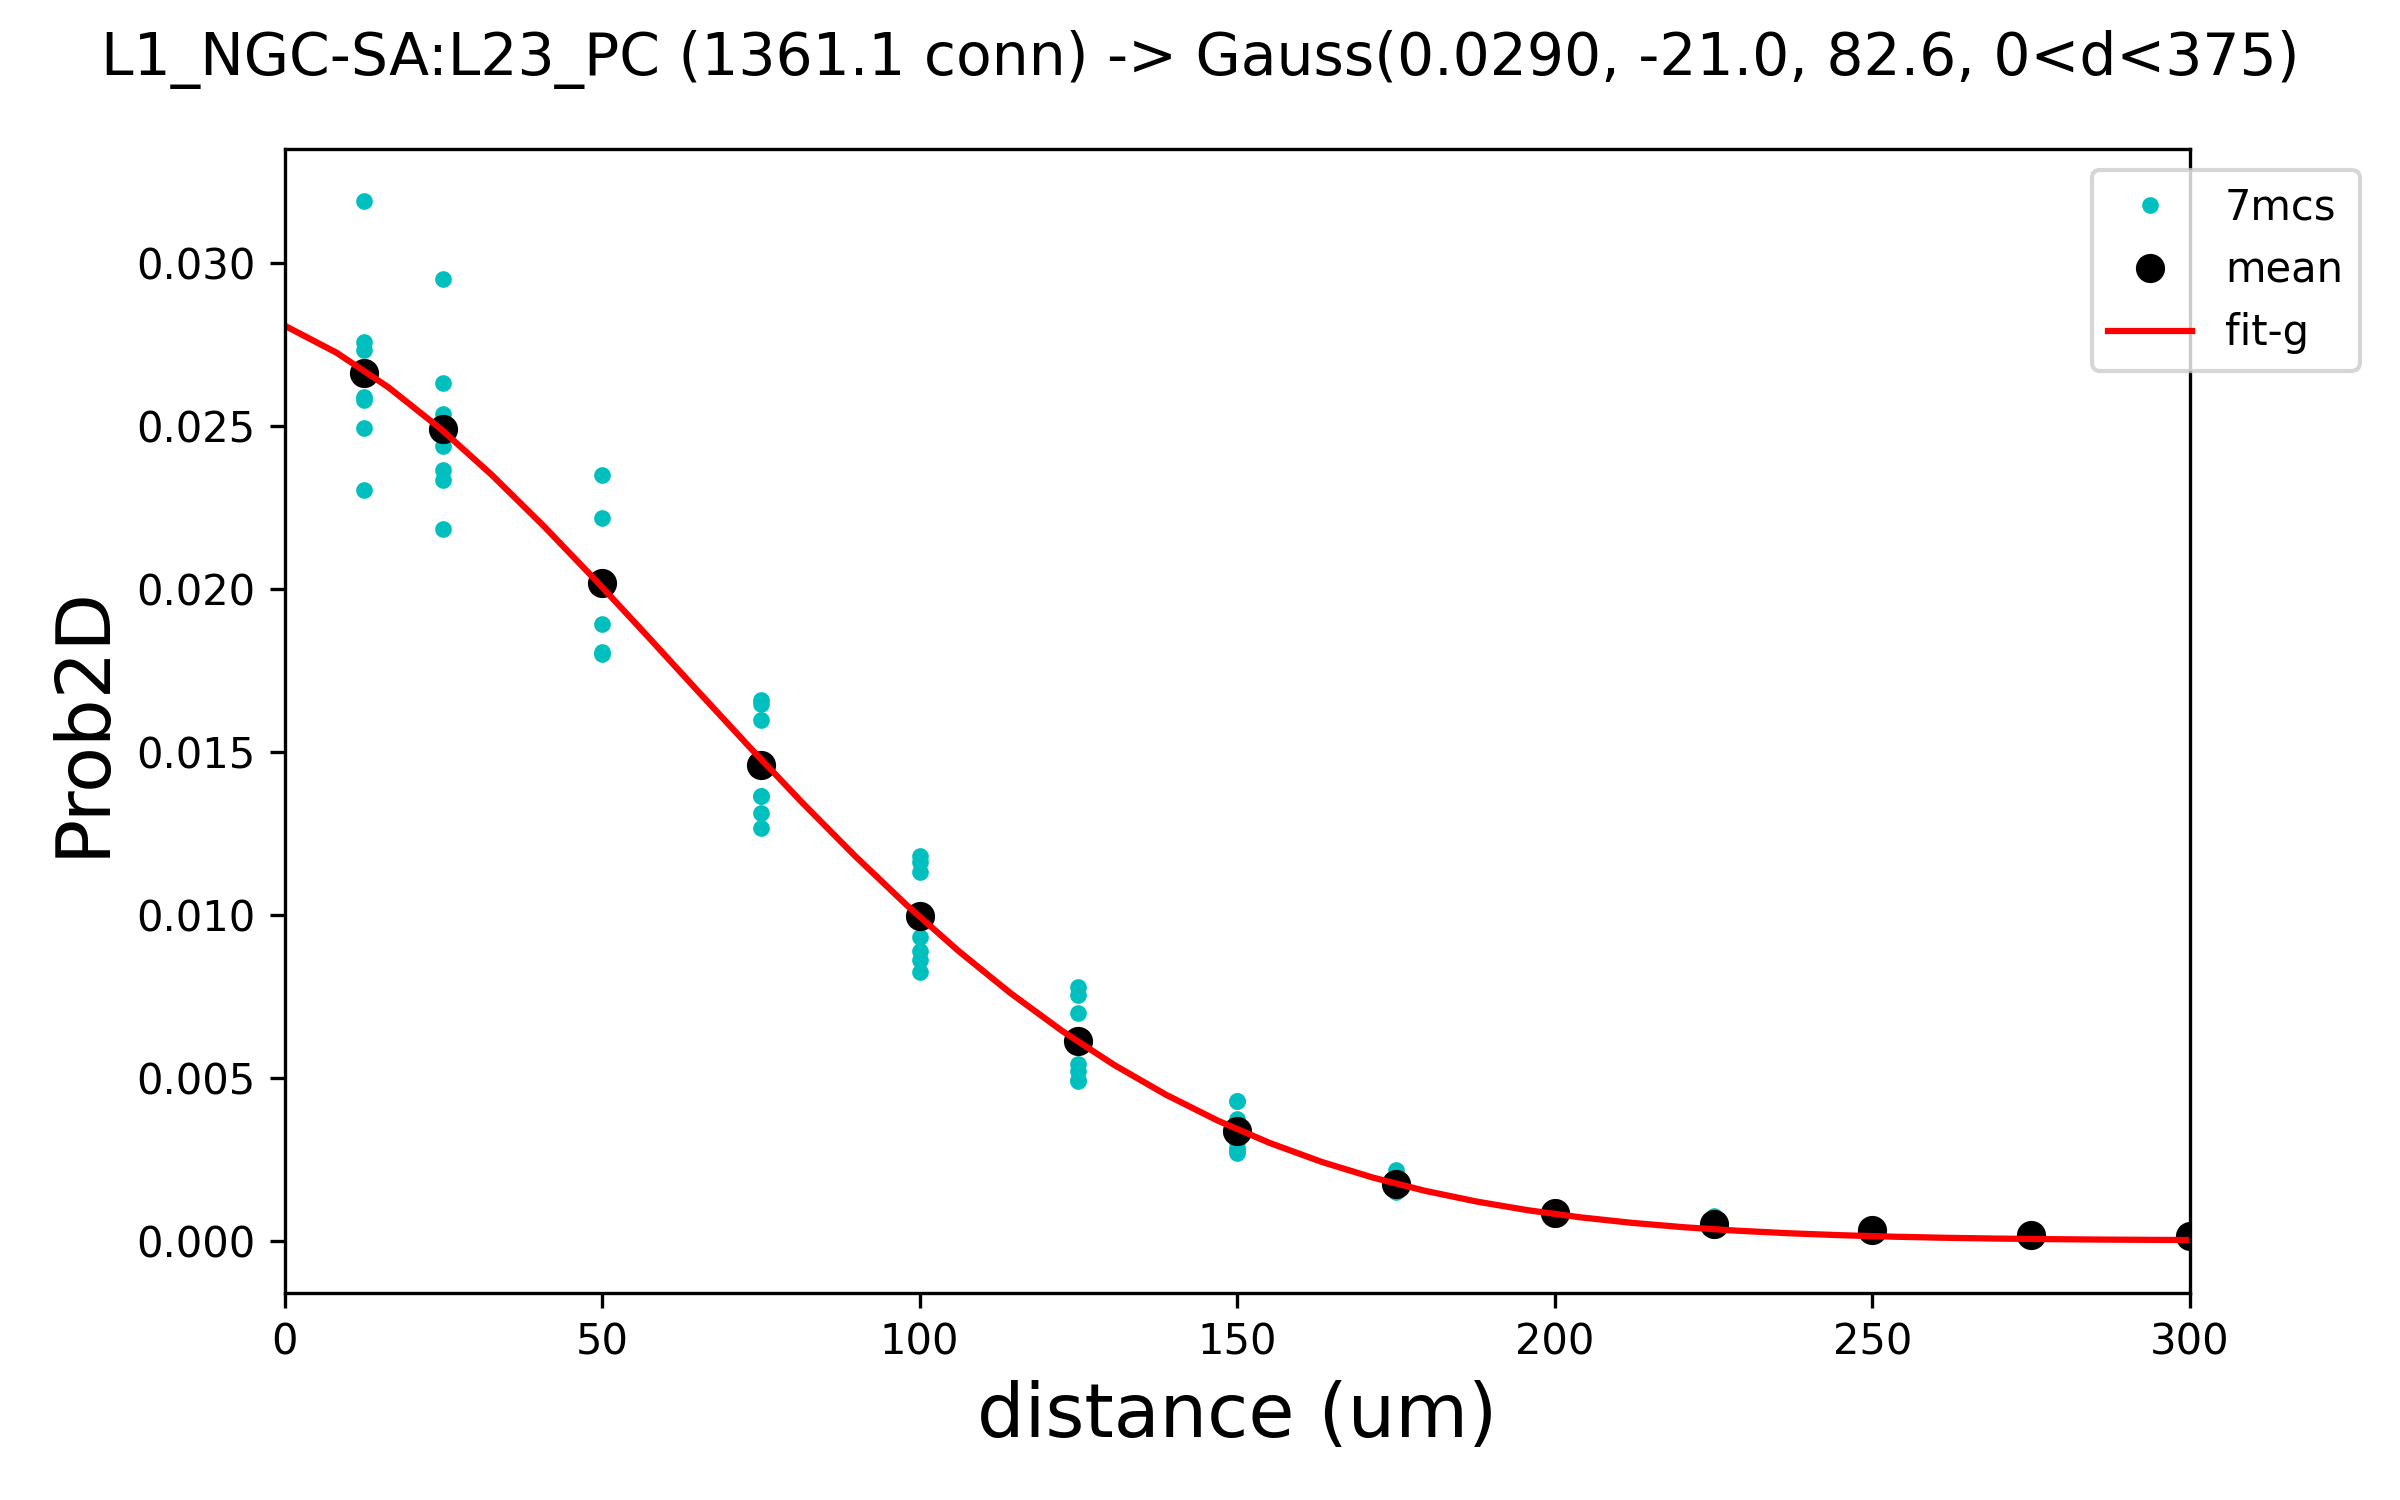 L1_NGC-SA:L23_PC (1361.1 conn) -> Gauss(0.0290, -21.0, 82.6, 0<d<375)
7mcs
mean
fit-g
0.030
0.025
0.020
0.015
0.010
0.005
0.000
Prob2D
0 50 100 150 200 250 300
distance (um)